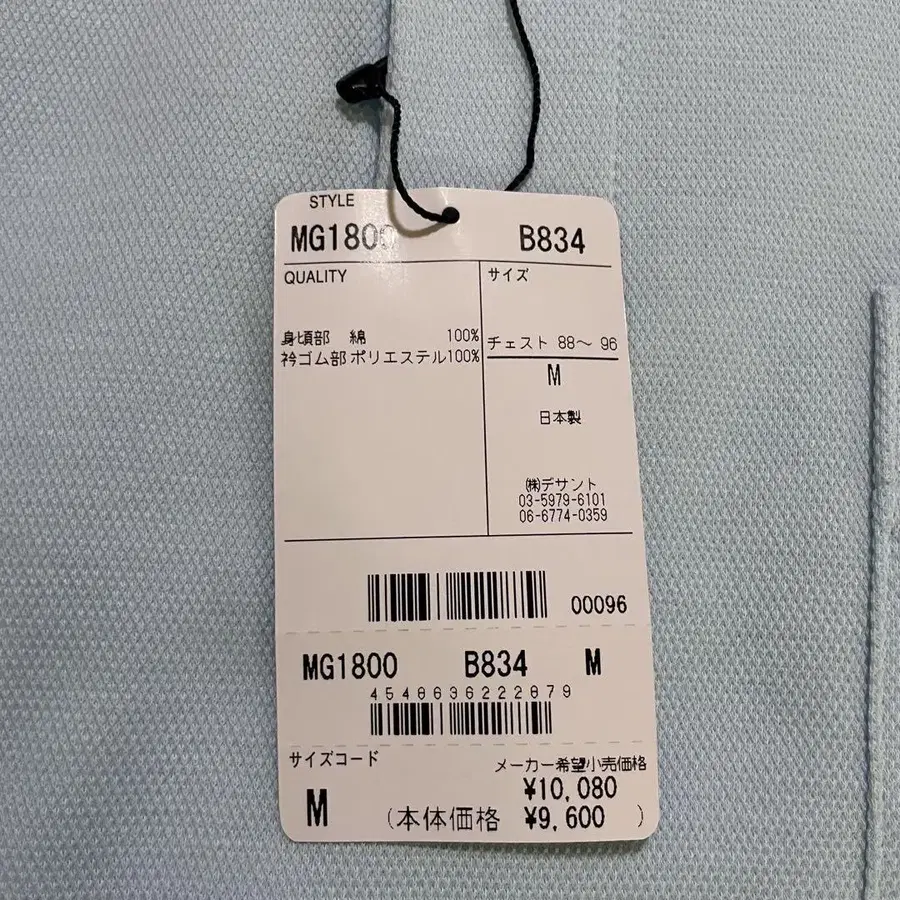 STYLE
MG1800 B834
QUALITY
サイズ
身頃部 綿 100%
衿ゴム部 ポリエステル100%
チェスト 88～ 96
M
日本製
㈱デサント
03-5979-6101
06-6774-0359
00096
MG1800 B834 M
4540636222079
サイズコード
メーカー希望小売価格
M
¥10,080
(本体価格 ¥9,600 )